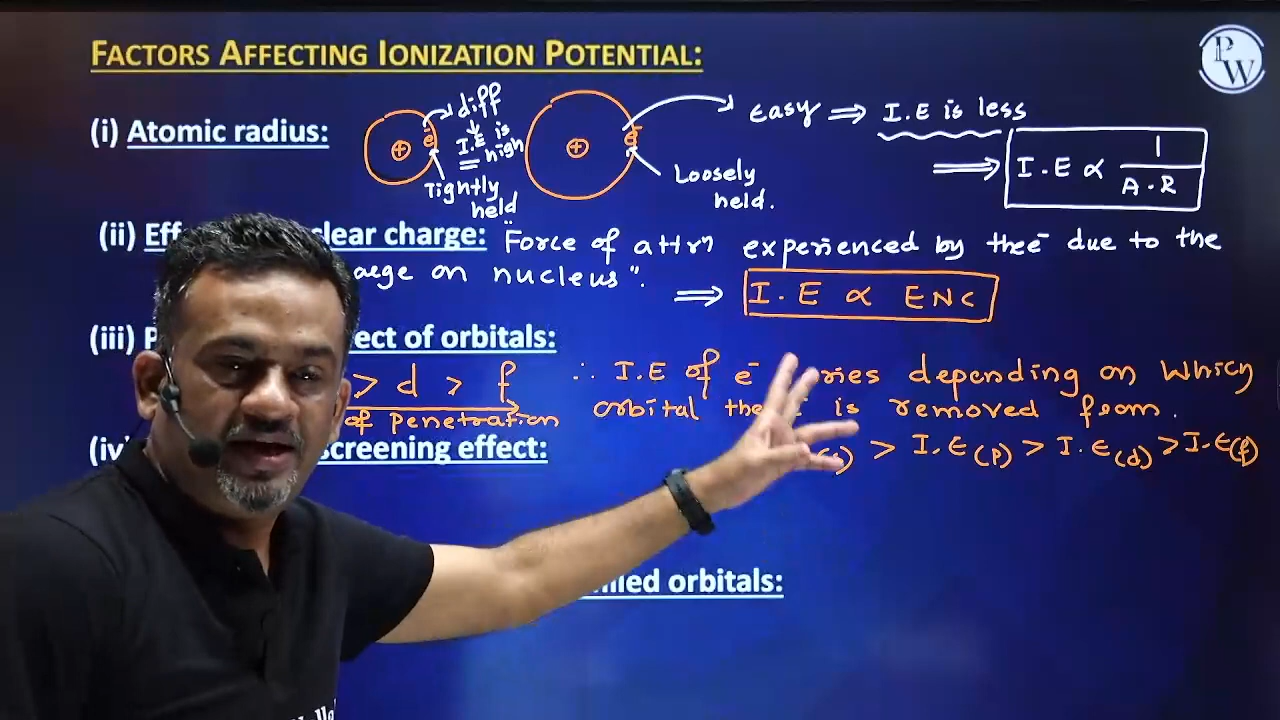 FACTORS AFFECTING IONIZATION POTENTIAL:
PW
(i) Atomic radius:
⊕ e⁻ diff
↓
I.E is high
Tightly held
⊕ e⁻
Loosely held.
easy ⇒ I.E is less
⇒ I.E ∝ 1/A.R
(ii) Eff lear charge: "Force of attrⁿ experienced by the e⁻ due to the
on nucleus".
⇒ I.E ∝ ENC
(iii) P ect of orbitals:
> d > f
of penetration
∴ I.E of e⁻ ries depending on which
orbital the is removed from.
(s) > I.E(p) > I.E(d) > I.E(f)
(iv screening effect:
illed orbitals: